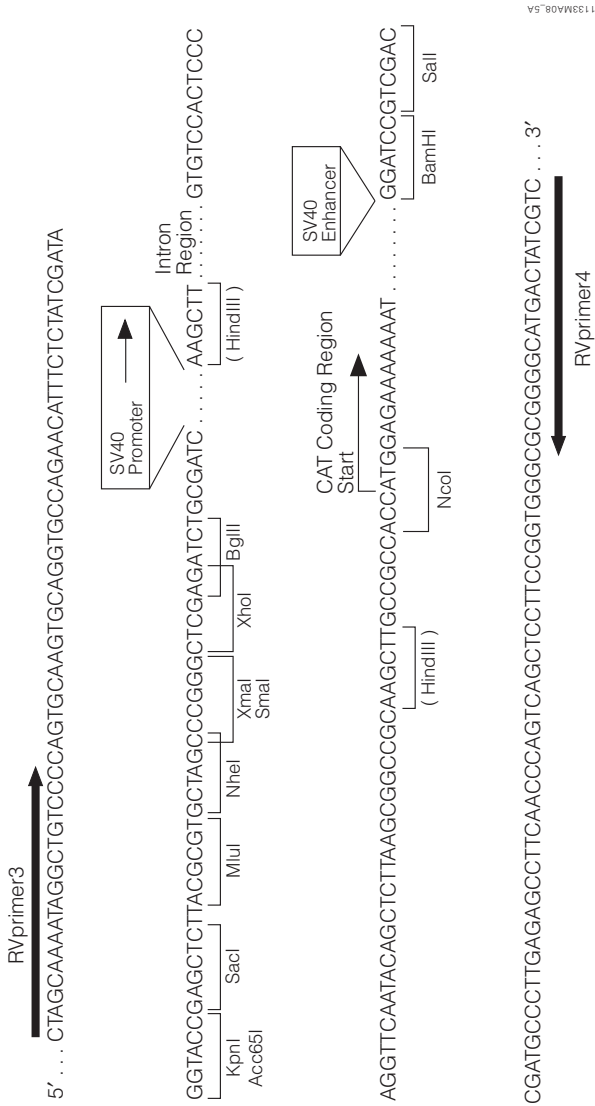 1133MA08_5A
RVprimer3
5′ . . . CTAGCAAAATAGGCTGTCCCCAGTGCAAGTGCAGGTGCCAGAACATTTCTCTATCGATA
SV40
Promoter
Intron
Region
GGTACCGAGCTCTTACGCGTGCTAGCCCGGGCTCGAGATCTGCGATC . . . . . AAGCTT . . . . . . . GTGTCCACTCCC
KpnI
Acc65I
SacI
MluI
NheI
XmaI
SmaI
XhoI
BglII
( HindIII )
CAT Coding Region
Start
SV40
Enhancer
AGGTTCAATACAGCTCTTAAGCGGCCGCAAGCTTGCCGCCACCATGGAGAAAAAAAT . . . . . . . . GGATCCGTCGAC
( HindIII )
NcoI
BamHI
SalI
CGATGCCCTTGAGAGCCTTCAACCCAGTCAGCTCCTTCCGGTGGGCGCGGGGCATGACTATCGTC . . . 3′
RVprimer4